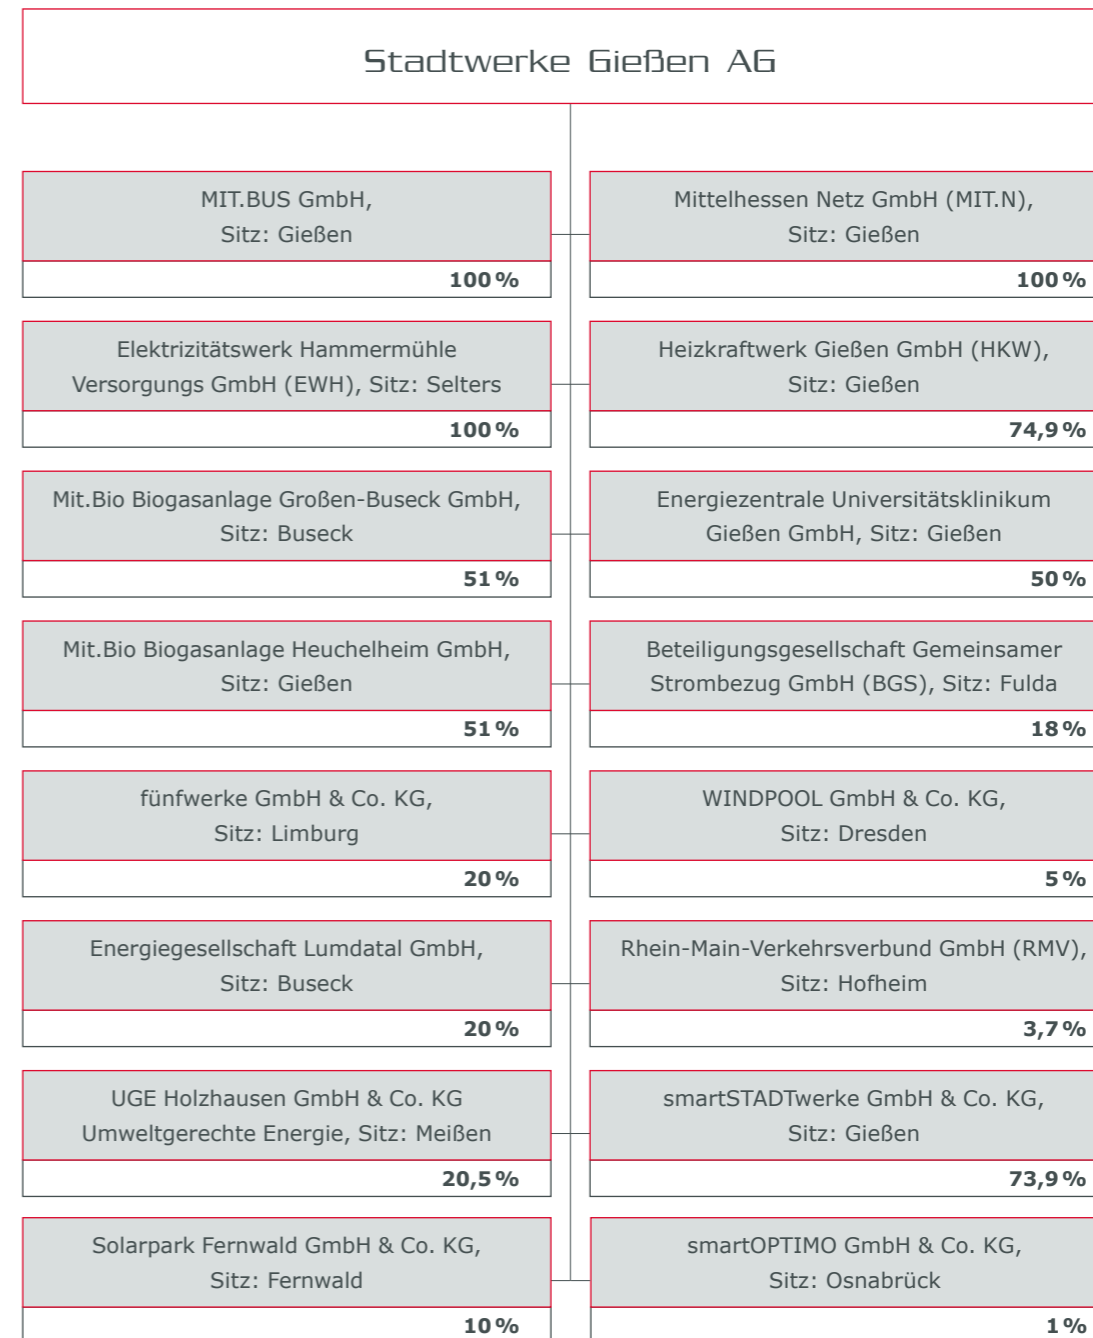 Stadtwerke Gießen AG
MIT.BUS GmbH,
Sitz: Gießen
100 %
Mittelhessen Netz GmbH (MIT.N),
Sitz: Gießen
100 %
Elektrizitätswerk Hammermühle
Versorgungs GmbH (EWH), Sitz: Selters
100 %
Heizkraftwerk Gießen GmbH (HKW),
Sitz: Gießen
74,9 %
Mit.Bio Biogasanlage Großen-Buseck GmbH,
Sitz: Buseck
51 %
Energiezentrale Universitätsklinikum
Gießen GmbH, Sitz: Gießen
50 %
Mit.Bio Biogasanlage Heuchelheim GmbH,
Sitz: Gießen
51 %
Beteiligungsgesellschaft Gemeinsamer
Strombezug GmbH (BGS), Sitz: Fulda
18 %
fünfwerke GmbH & Co. KG,
Sitz: Limburg
20 %
WINDPOOL GmbH & Co. KG,
Sitz: Dresden
5 %
Energiegesellschaft Lumdatal GmbH,
Sitz: Buseck
20 %
Rhein-Main-Verkehrsverbund GmbH (RMV),
Sitz: Hofheim
3,7 %
UGE Holzhausen GmbH & Co. KG
Umweltgerechte Energie, Sitz: Meißen
20,5 %
smartSTADTwerke GmbH & Co. KG,
Sitz: Gießen
73,9 %
Solarpark Fernwald GmbH & Co. KG,
Sitz: Fernwald
10 %
smartOPTIMO GmbH & Co. KG,
Sitz: Osnabrück
1 %